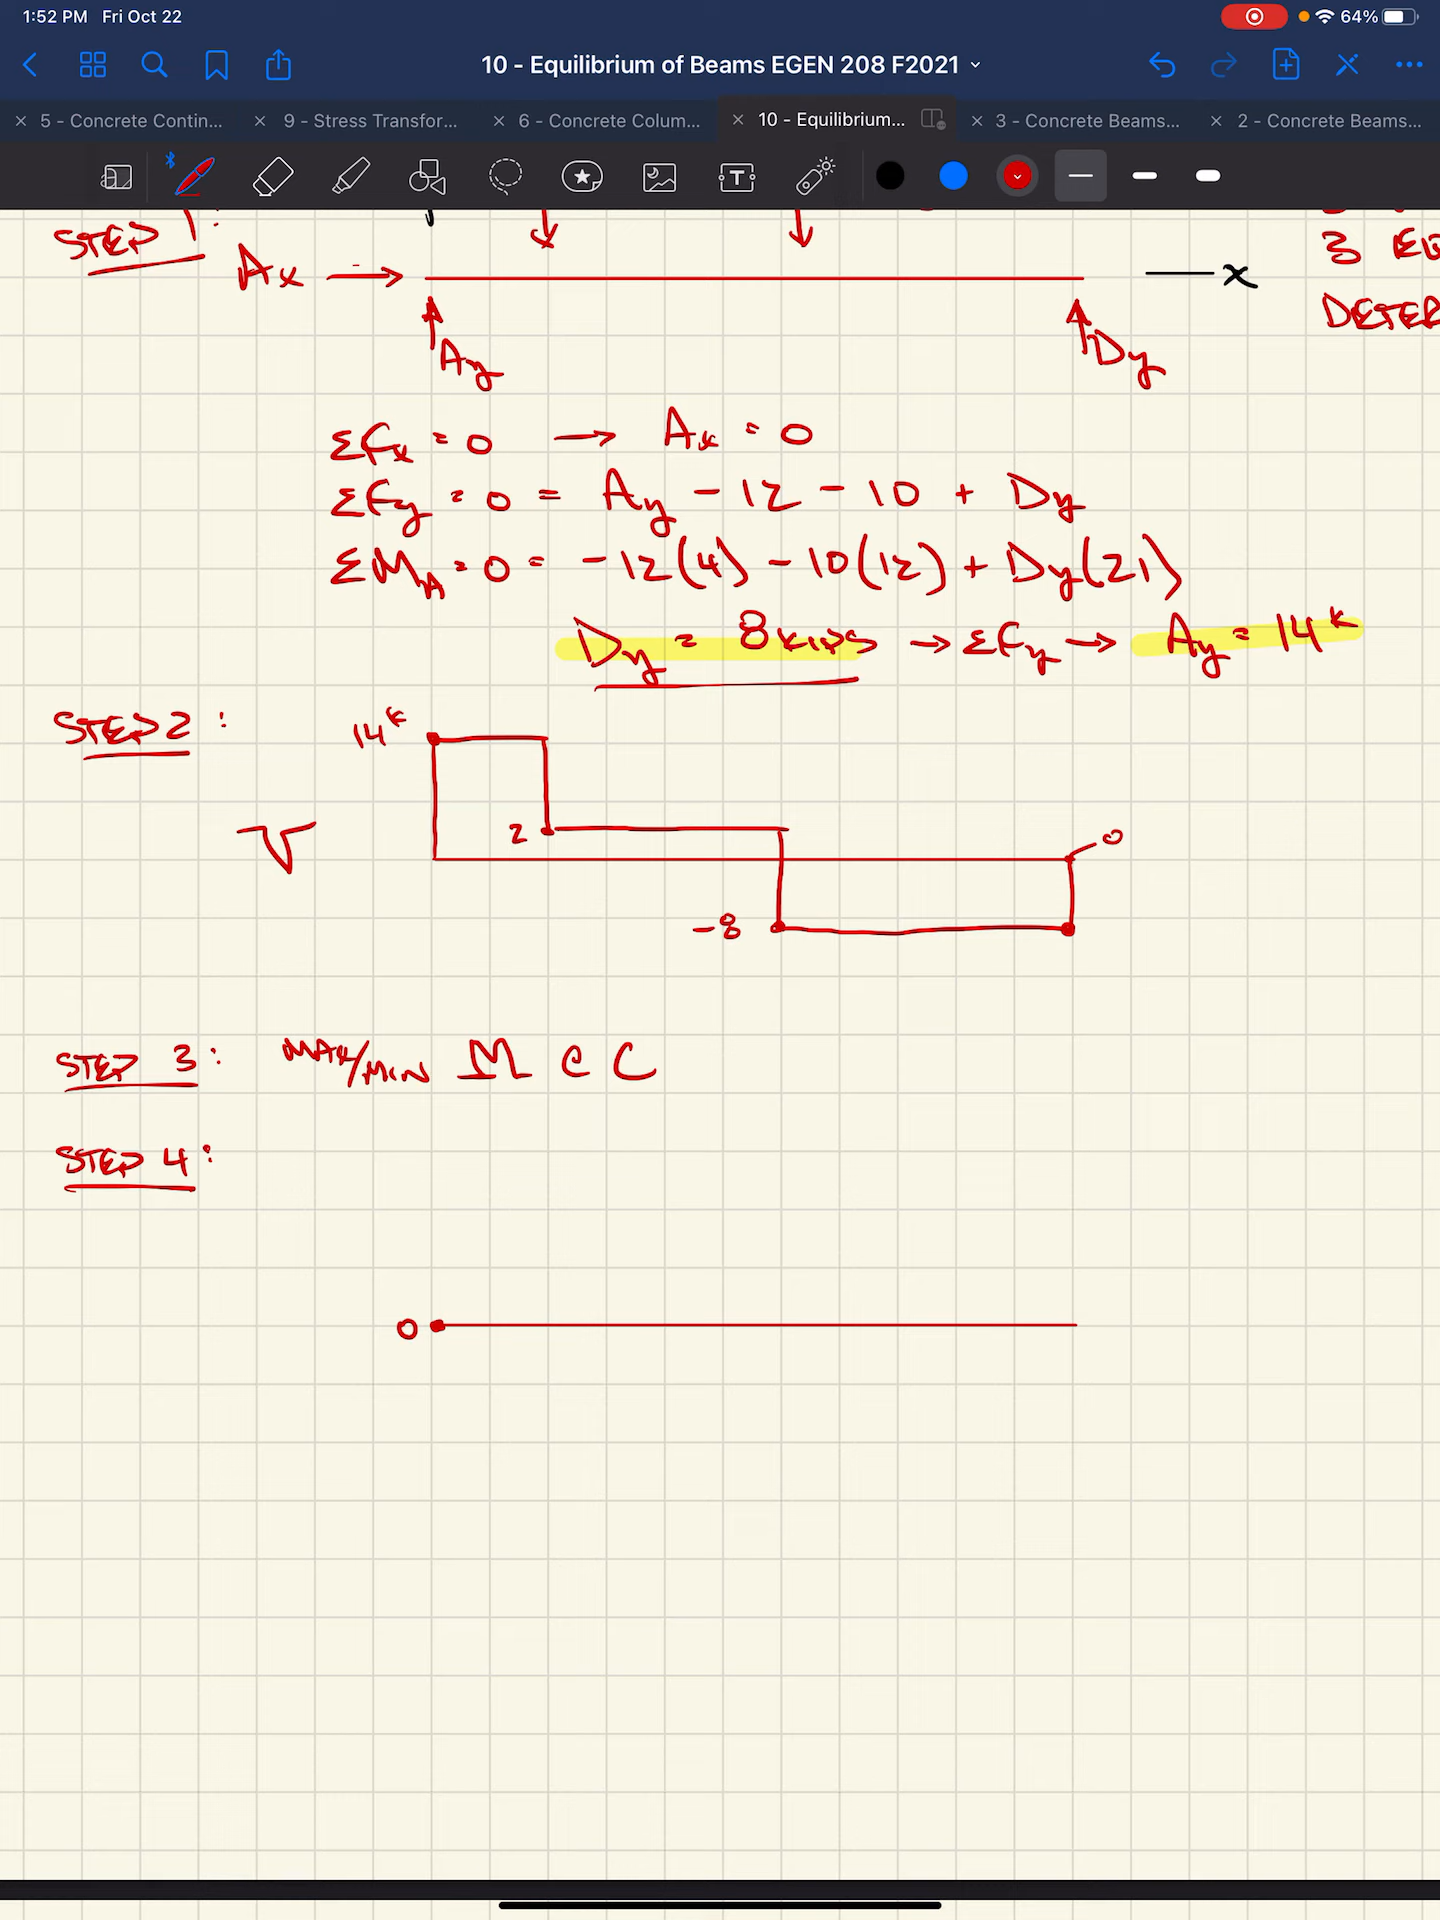 1:52 PM Fri Oct 22 64%
10 - Equilibrium of Beams EGEN 208 F2021
5 - Concrete Contin... 9 - Stress Transfor... 6 - Concrete Colum... 10 - Equilibrium... 3 - Concrete Beams... 2 - Concrete Beams...
STEP 1:
3 EQ
Ax → — x
DETER
Ay Dy
ΣFx = 0 → Ax = 0
ΣFy = 0 = Ay - 12 - 10 + Dy
ΣMA = 0 = -12(4) - 10(12) + Dy(21)
Dy = 8 KIPS → ΣFy → Ay = 14ᵏ
STEP 2: 14ᵏ
V 2 0
-8
STEP 3: MAX/MIN M @ C
STEP 4:
0